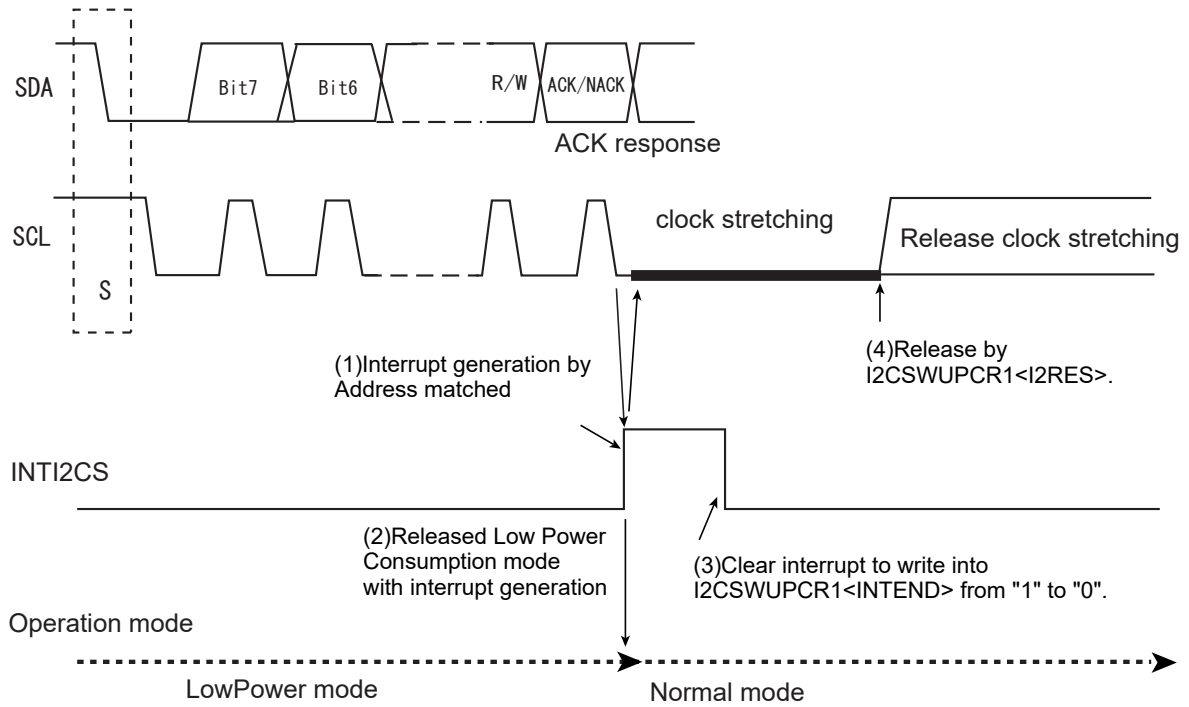 SDA
Bit7
Bit6
R/W
ACK/NACK
ACK response
SCL
clock stretching
Release clock stretching
S
(1)Interrupt generation by
Address matched
(4)Release by
I2CSWUPCR1<I2RES>.
INTI2CS
(2)Released Low Power
Consumption mode
with interrupt generation
(3)Clear interrupt to write into
I2CSWUPCR1<INTEND> from "1" to "0".
Operation mode
LowPower mode
Normal mode